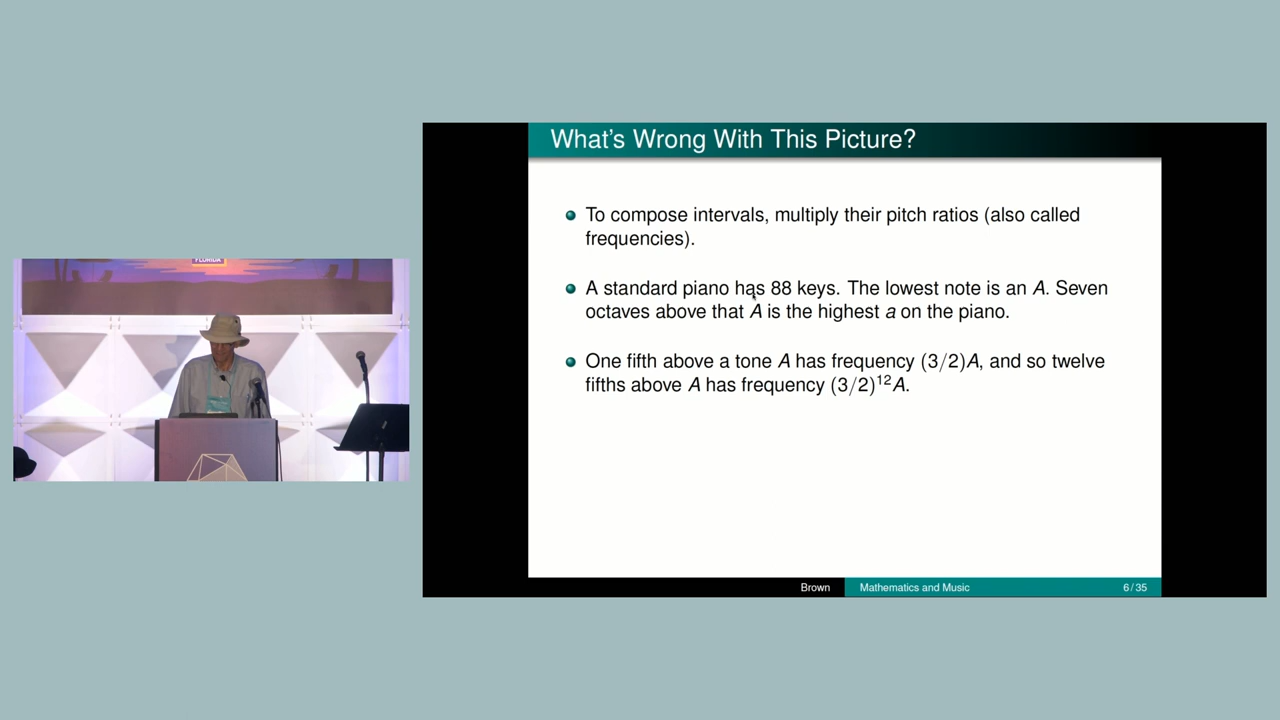 FLORIDA
What's Wrong With This Picture?
To compose intervals, multiply their pitch ratios (also called
frequencies).
A standard piano has 88 keys. The lowest note is an A. Seven
octaves above that A is the highest a on the piano.
One fifth above a tone A has frequency (3/2)A, and so twelve
fifths above A has frequency (3/2)¹²A.
Brown
Mathematics and Music
6/35